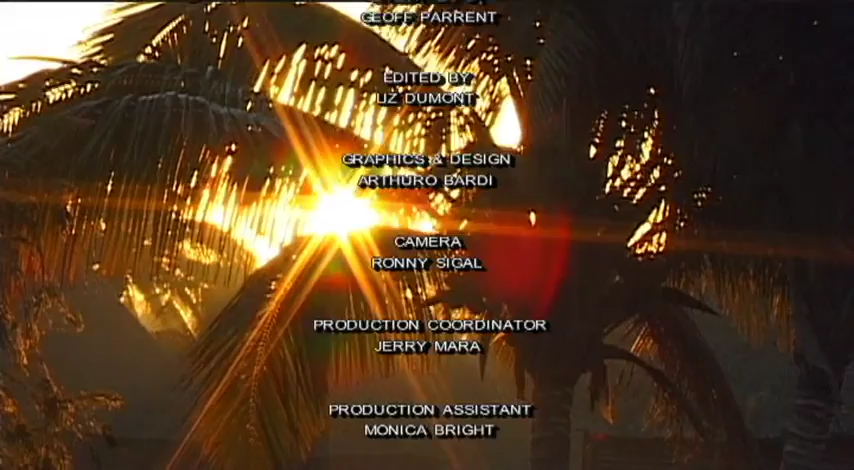 GEOFF PARRENT
EDITED BY
LIZ DUMONT
GRAPHICS & DESIGN
ARTHURO BARDI
CAMERA
RONNY SIGAL
PRODUCTION COORDINATOR
JERRY MARA
PRODUCTION ASSISTANT
MONICA BRIGHT